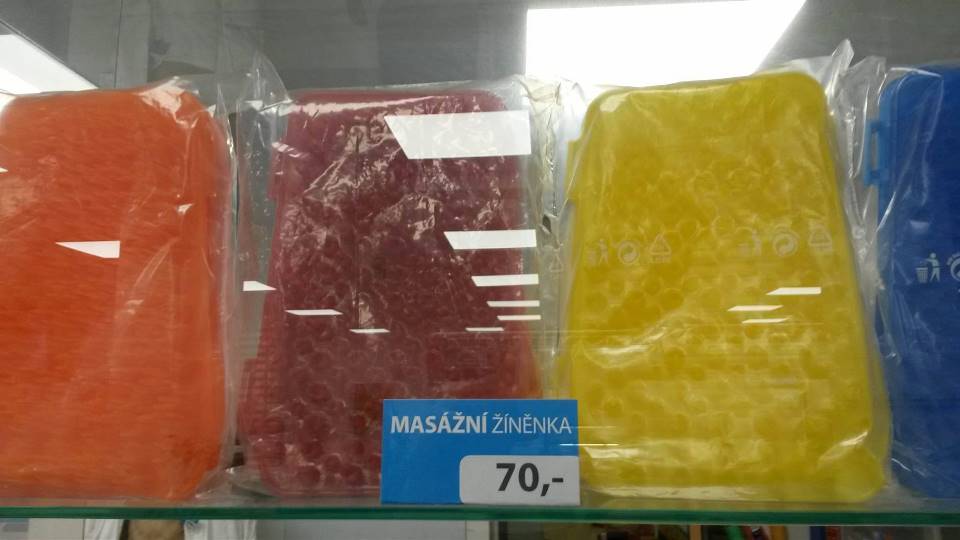 MASÁŽNÍ ŽÍNĚNKA
70,-